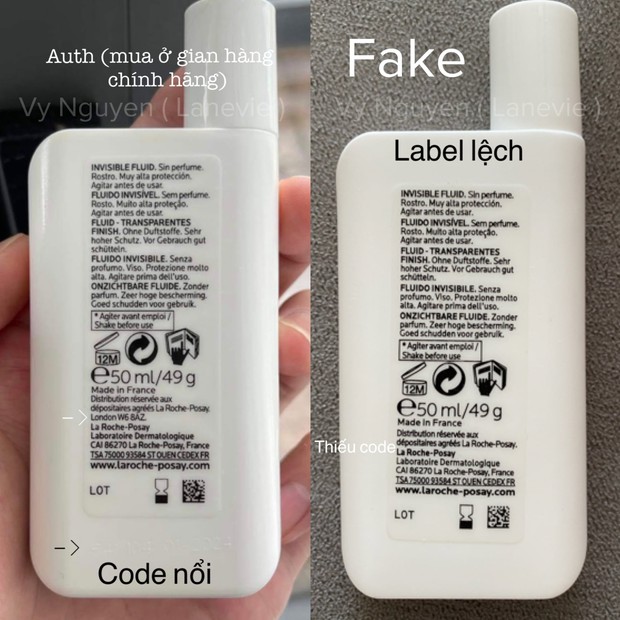 Auth (mua ở gian hàng
chính hãng)
Vy Nguyen ( Lanevie )
INVISIBLE FLUID. Sin perfume.
Rostro. Muy alta protección.
Agitar antes de usar.
FLUIDO INVISÍVEL. Sem perfume.
Rosto. Muito alta proteção.
Agitar antes de usar.
FLUID - TRANSPARENTES
FINISH. Ohne Duftstoffe. Sehr
hoher Schutz. Vor Gebrauch gut
schütteln.
FLUIDO INVISIBILE. Senza
profumo. Viso. Protezione molto
alta. Agitare prima dell'uso.
ONZICHTBARE FLUIDE. Zonder
parfum. Zeer hoge bescherming.
Goed schudden voor gebruik.
* Agiter avant emploi /
Shake before use
12M
e50 ml/49 g
Made in France
Distribution réservée aux
dépositaires agréés La Roche-Posay.
London W6 8AZ.
La Roche-Posay
Laboratoire Dermatologique
CAI 86270 La Roche-Posay, France
TSA 75000 93584 ST OUEN CEDEX FR
www.laroche-posay.com
LOT
Code nổi
Fake
Vy Nguyen ( Lanevie )
Label lệch
INVISIBLE FLUID. Sin perfume.
Rostro. Muy alta protección.
Agitar antes de usar.
FLUIDO INVISÍVEL. Sem perfume.
Rosto. Muito alta proteção.
Agitar antes de usar.
FLUID - TRANSPARENTES
FINISH. Ohne Duftstoffe. Sehr
hoher Schutz. Vor Gebrauch gut
schütteln.
FLUIDO INVISIBILE. Senza
profumo. Viso. Protezione molto
alta. Agitare prima dell'uso.
ONZICHTBARE FLUIDE. Zonder
parfum. Zeer hoge bescherming.
Goed schudden voor gebruik.
* Agiter avant emploi /
Shake before use
12M
e50 ml/49 g
Made in France
Distribution réservée aux
dépositaires agréés La Roche-Posay.
Thiếu code
La Roche-Posay
Laboratoire Dermatologique
CAI 86270 La Roche-Posay, France
TSA 75000 93584 ST OUEN CEDEX FR
www.laroche-posay.com
LOT